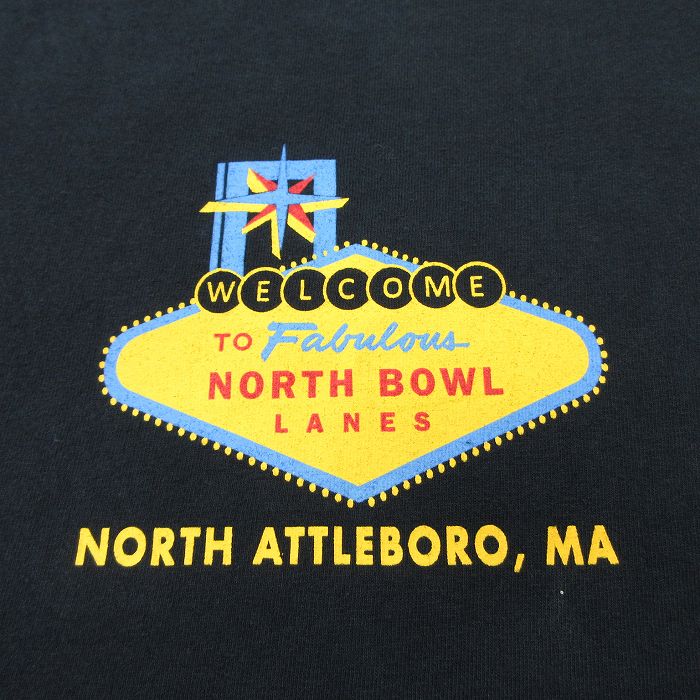 WELCOME
TO Fabulous
NORTH BOWL
LANES
NORTH ATTLEBORO, MA